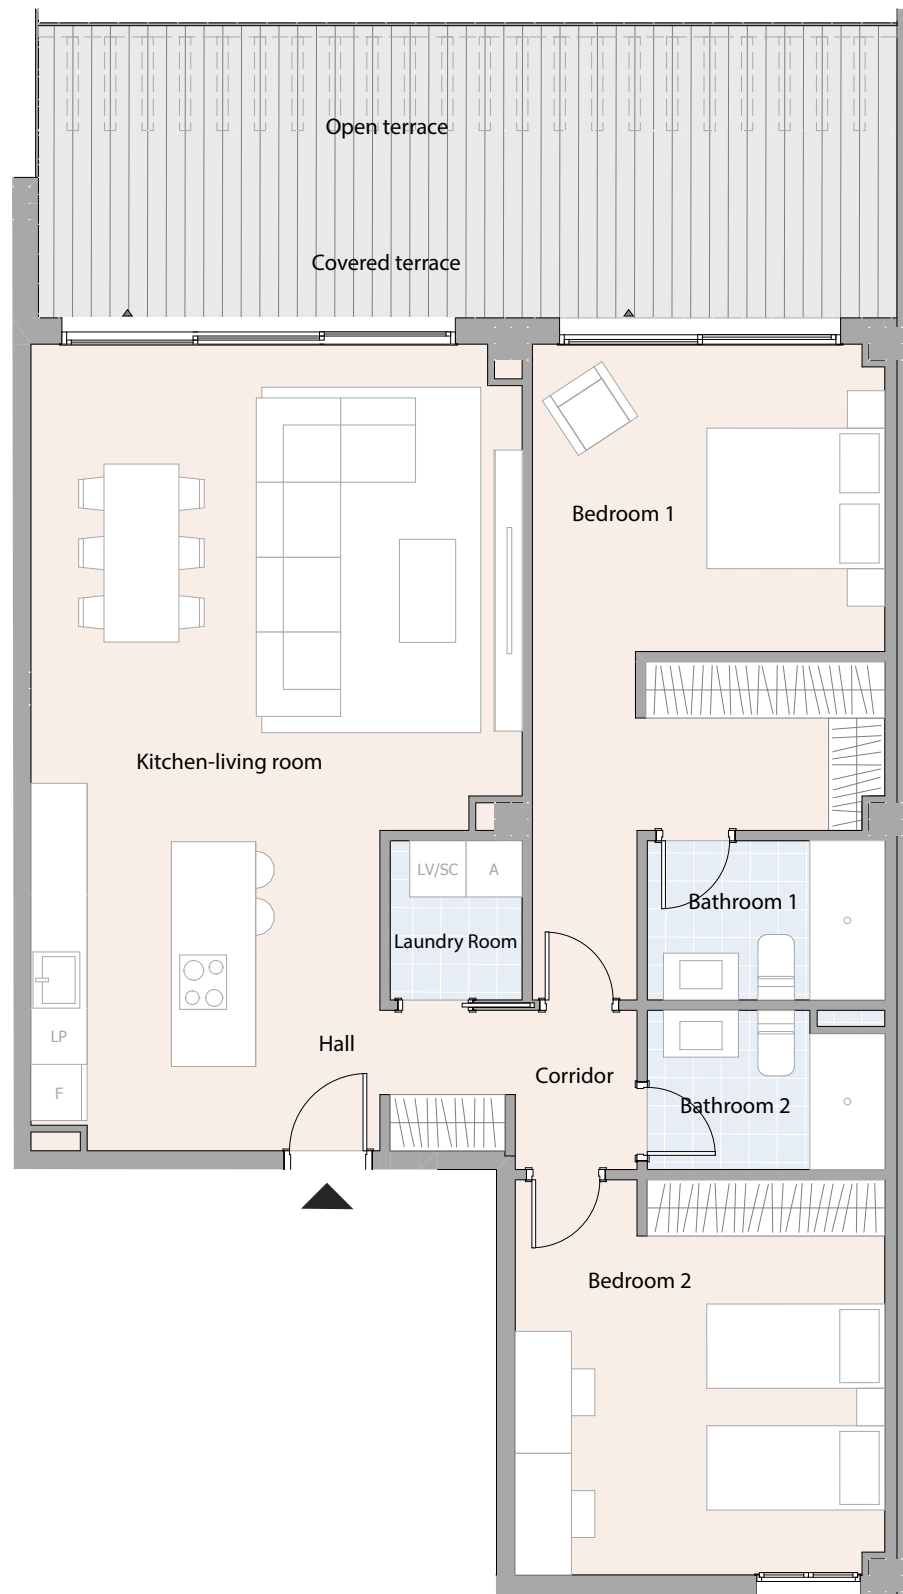 Open terrace
Covered terrace
Bedroom 1
Kitchen-living room
LV/SC
A
Bathroom 1
Laundry Room
LP
Hall
Corridor
F
Bathroom 2
Bedroom 2